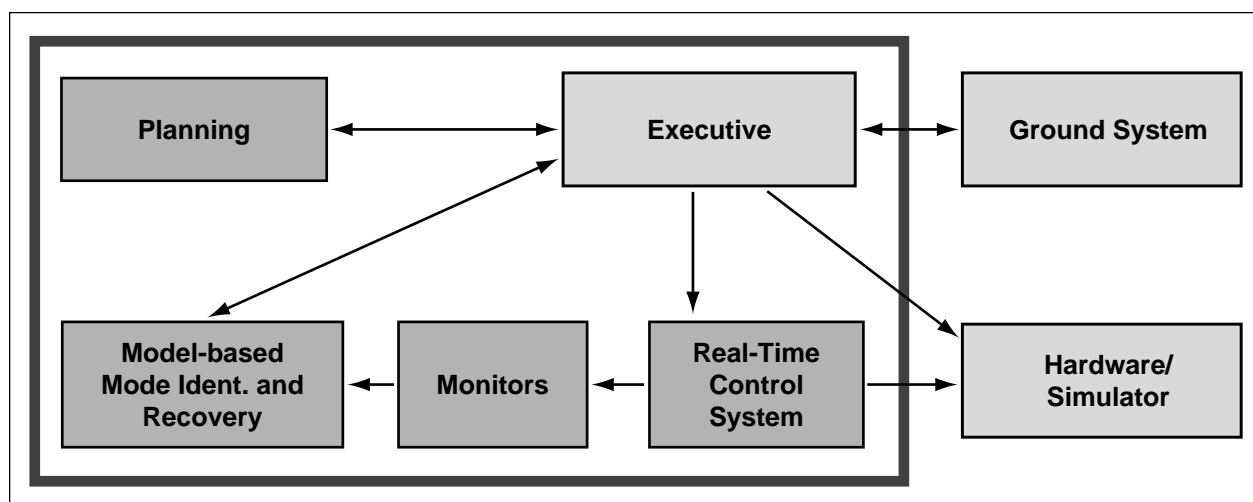 Planning
Executive
Ground System
Model-based
Mode Ident. and
Recovery
Monitors
Real-Time
Control
System
Hardware/
Simulator